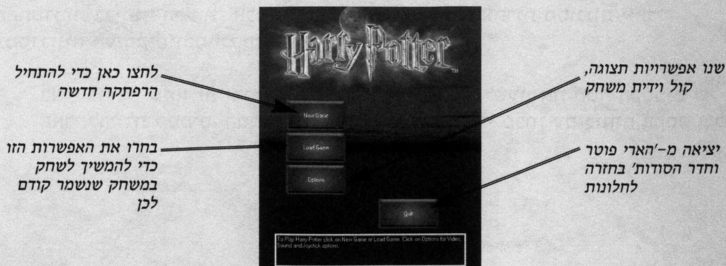 Harry Potter
לחצו כאן כדי להתחיל
הרפתקה חדשה
בחרו את האפשרות הזו
כדי להמשיך לשחק
במשחק שנשמר קודם
לכן
New Game
Load Game
Options
Quit
To Play Harry Potter click on New Game or Load Game. Click on Options for Video,
Sound and Joystick options.
שנו אפשרויות תצוגה,
קול וידית משחק
יציאה מ-'הארי פוטר
וחדר הסודות' בחזרה
לחלונות